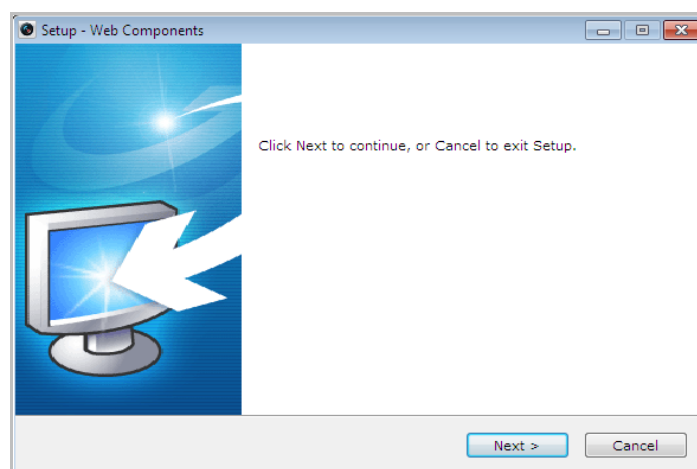 Setup - Web Components
Click Next to continue, or Cancel to exit Setup.
Next >
Cancel